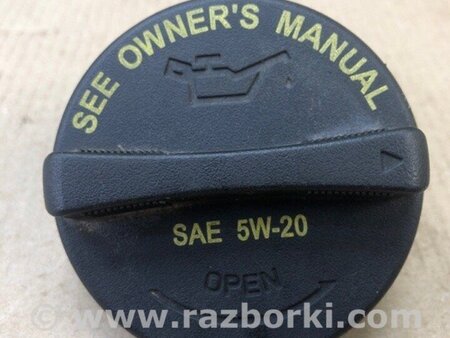 SEE OWNER'S MANUAL
SAE 5W-20
OPEN
© www.razborki.com